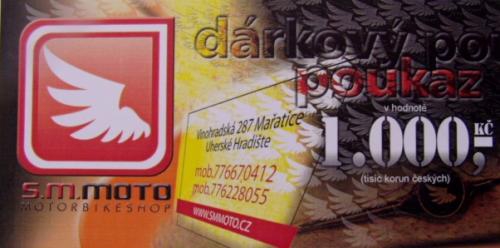 dárkový
poukaz
v hodnotě
1.000,- KČ
(tisíc korun českých)
Vinohradská 287 Mařatice
Uherské Hradište
mob.776670412
mob.776228055
WWW.SMMOTO.CZ
S.M.MOTO
MOTORBIKESHOP